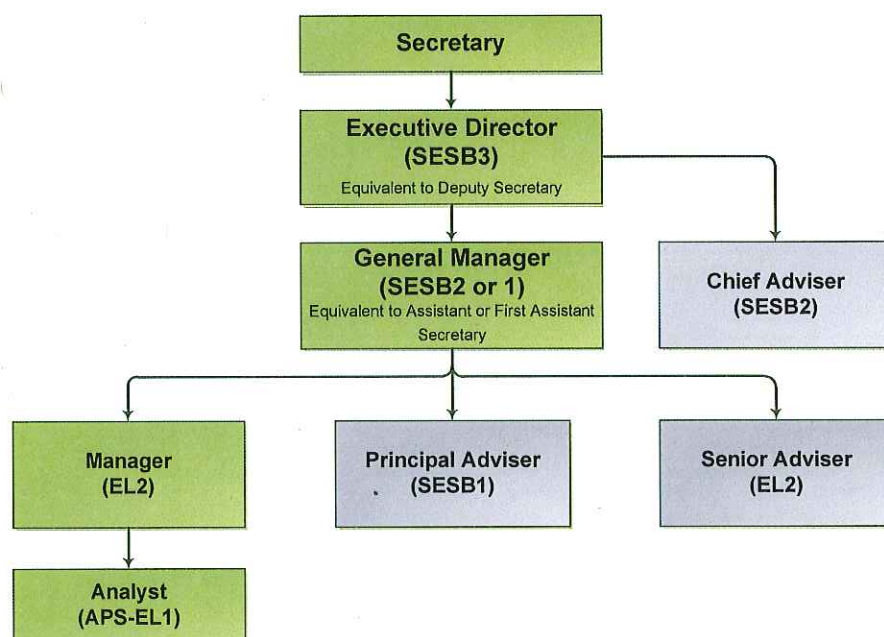 Secretary
Executive Director
(SESB3)
Equivalent to Deputy Secretary
General Manager
(SESB2 or 1)
Equivalent to Assistant or First Assistant
Secretary
Chief Adviser
(SESB2)
Manager
(EL2)
Principal Adviser
(SESB1)
Senior Adviser
(EL2)
Analyst
(APS-EL1)